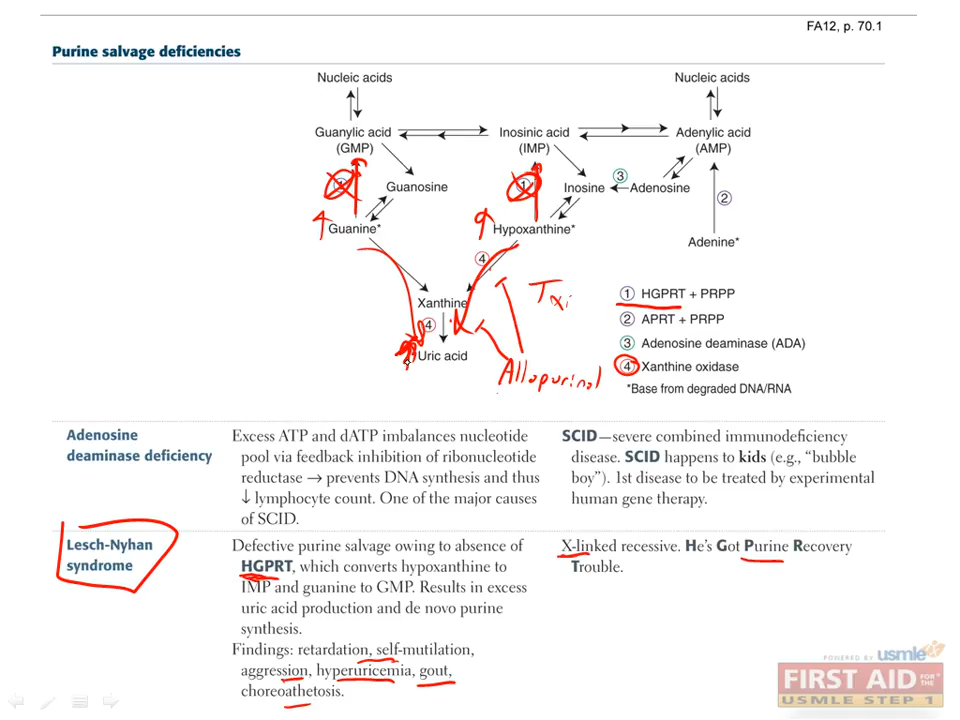 FA12, p. 70.1
Purine salvage deficiencies
Nucleic acids
Nucleic acids
Guanylic acid
(GMP)
Inosinic acid
(IMP)
Adenylic acid
(AMP)
1
Guanosine
1
Inosine
3
Adenosine
2
Guanine*
Hypoxanthine*
Adenine*
4
Xanthine
4
Uric acid
Allopurinol
1 HGPRT + PRPP
2 APRT + PRPP
3 Adenosine deaminase (ADA)
4 Xanthine oxidase
*Base from degraded DNA/RNA
Adenosine
deaminase deficiency
Excess ATP and dATP imbalances nucleotide
pool via feedback inhibition of ribonucleotide
reductase → prevents DNA synthesis and thus
↓ lymphocyte count. One of the major causes
of SCID.
SCID—severe combined immunodeficiency
disease. SCID happens to kids (e.g., “bubble
boy”). 1st disease to be treated by experimental
human gene therapy.
Lesch-Nyhan
syndrome
Defective purine salvage owing to absence of
HGPRT, which converts hypoxanthine to
IMP and guanine to GMP. Results in excess
uric acid production and de novo purine
synthesis.
Findings: retardation, self-mutilation,
aggression, hyperuricemia, gout,
choreoathetosis.
X-linked recessive. He’s Got Purine Recovery
Trouble.
POWERED BY usmle
FIRST AID FOR THE
USMLE STEP 1